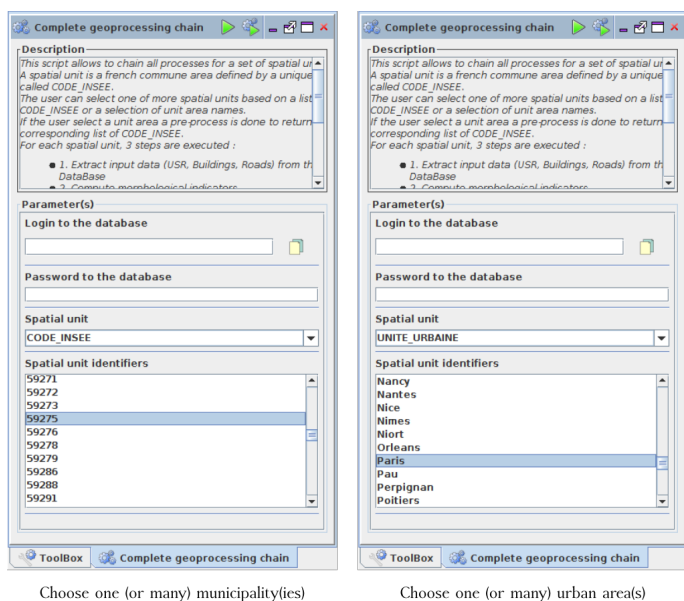 Complete geoprocessing chain
Description
This script allows to chain all processes for a set of spatial ur
A spatial unit is a french commune area defined by a unique
called CODE_INSEE.
The user can select one of more spatial units based on a list
CODE_INSEE or a selection of unit area names.
If the user select a unit area a pre-process is done to return
corresponding list of CODE_INSEE.
For each spatial unit, 3 steps are executed :
1. Extract input data (USR, Buildings, Roads) from th
DataBase
2. Compute morphological indicators
Parameter(s)
Login to the database
Password to the database
Spatial unit
CODE_INSEE
Spatial unit identifiers
59271
59272
59273
59275
59276
59278
59279
59286
59288
59291
ToolBox
Complete geoprocessing chain
Choose one (or many) municipality(ies)
Complete geoprocessing chain
Description
This script allows to chain all processes for a set of spatial ur
A spatial unit is a french commune area defined by a unique
called CODE_INSEE.
The user can select one of more spatial units based on a list
CODE_INSEE or a selection of unit area names.
If the user select a unit area a pre-process is done to return
corresponding list of CODE_INSEE.
For each spatial unit, 3 steps are executed :
1. Extract input data (USR, Buildings, Roads) from th
DataBase
2. Compute morphological indicators
Parameter(s)
Login to the database
Password to the database
Spatial unit
UNITE_URBAINE
Spatial unit identifiers
Nancy
Nantes
Nice
Nimes
Niort
Orleans
Paris
Pau
Perpignan
Poitiers
ToolBox
Complete geoprocessing chain
Choose one (or many) urban area(s)